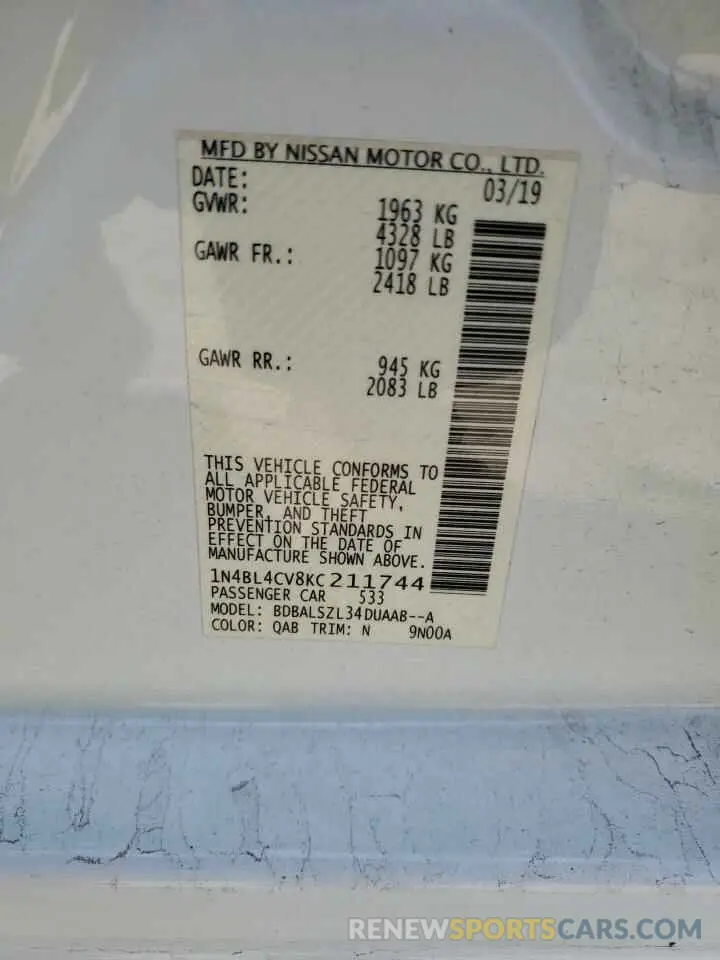 MFD BY NISSAN MOTOR CO., LTD.
DATE: 03/19
GVWR: 1963 KG
4328 LB
GAWR FR.: 1097 KG
2418 LB
GAWR RR.: 945 KG
2083 LB
THIS VEHICLE CONFORMS TO
ALL APPLICABLE FEDERAL
MOTOR VEHICLE SAFETY,
BUMPER, AND THEFT
PREVENTION STANDARDS IN
EFFECT ON THE DATE OF
MANUFACTURE SHOWN ABOVE.
1N4BL4CV8KC211744
PASSENGER CAR 533
MODEL: BDBALSZL34DUAAB--A
COLOR: QAB TRIM: N 9N00A
RENEWSPORTSCARS.COM